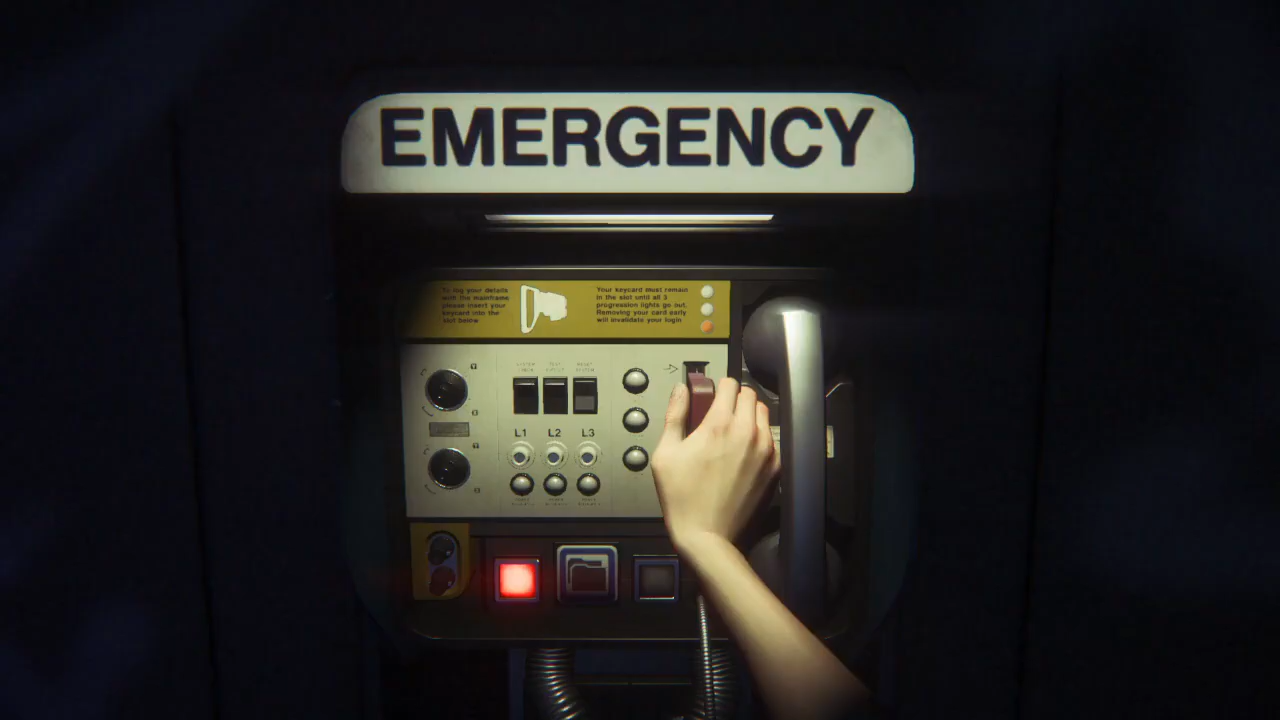 EMERGENCY
To log your details
with the mainframe
please insert your
keycard into the
slot below
Your keycard must remain
in the slot until all 3
progression lights go out.
Removing your card early
will invalidate your login
L1 L2 L3